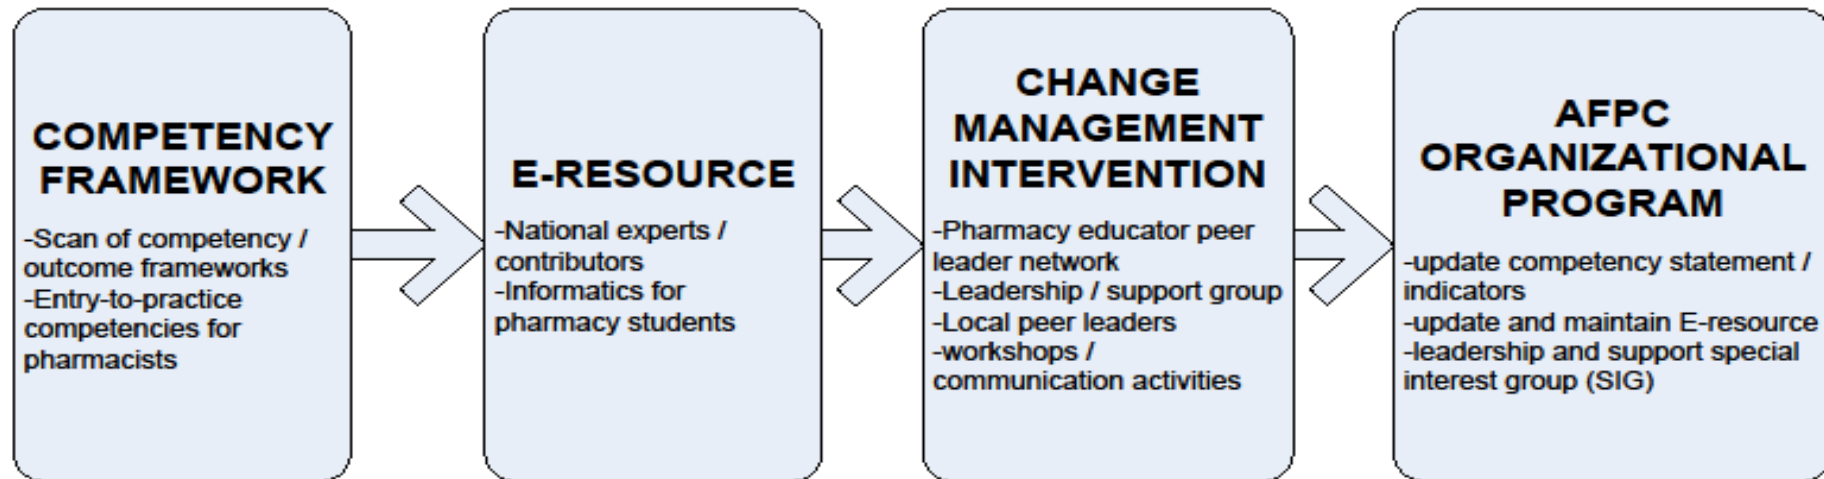 COMPETENCY
FRAMEWORK
-Scan of competency /
outcome frameworks
-Entry-to-practice
competencies for
pharmacists
E-RESOURCE
-National experts /
contributors
-Informatics for
pharmacy students
CHANGE
MANAGEMENT
INTERVENTION
-Pharmacy educator peer
leader network
-Leadership / support group
-Local peer leaders
-workshops /
communication activities
AFPC
ORGANIZATIONAL
PROGRAM
-update competency statement /
indicators
-update and maintain E-resource
-leadership and support special
interest group (SIG)